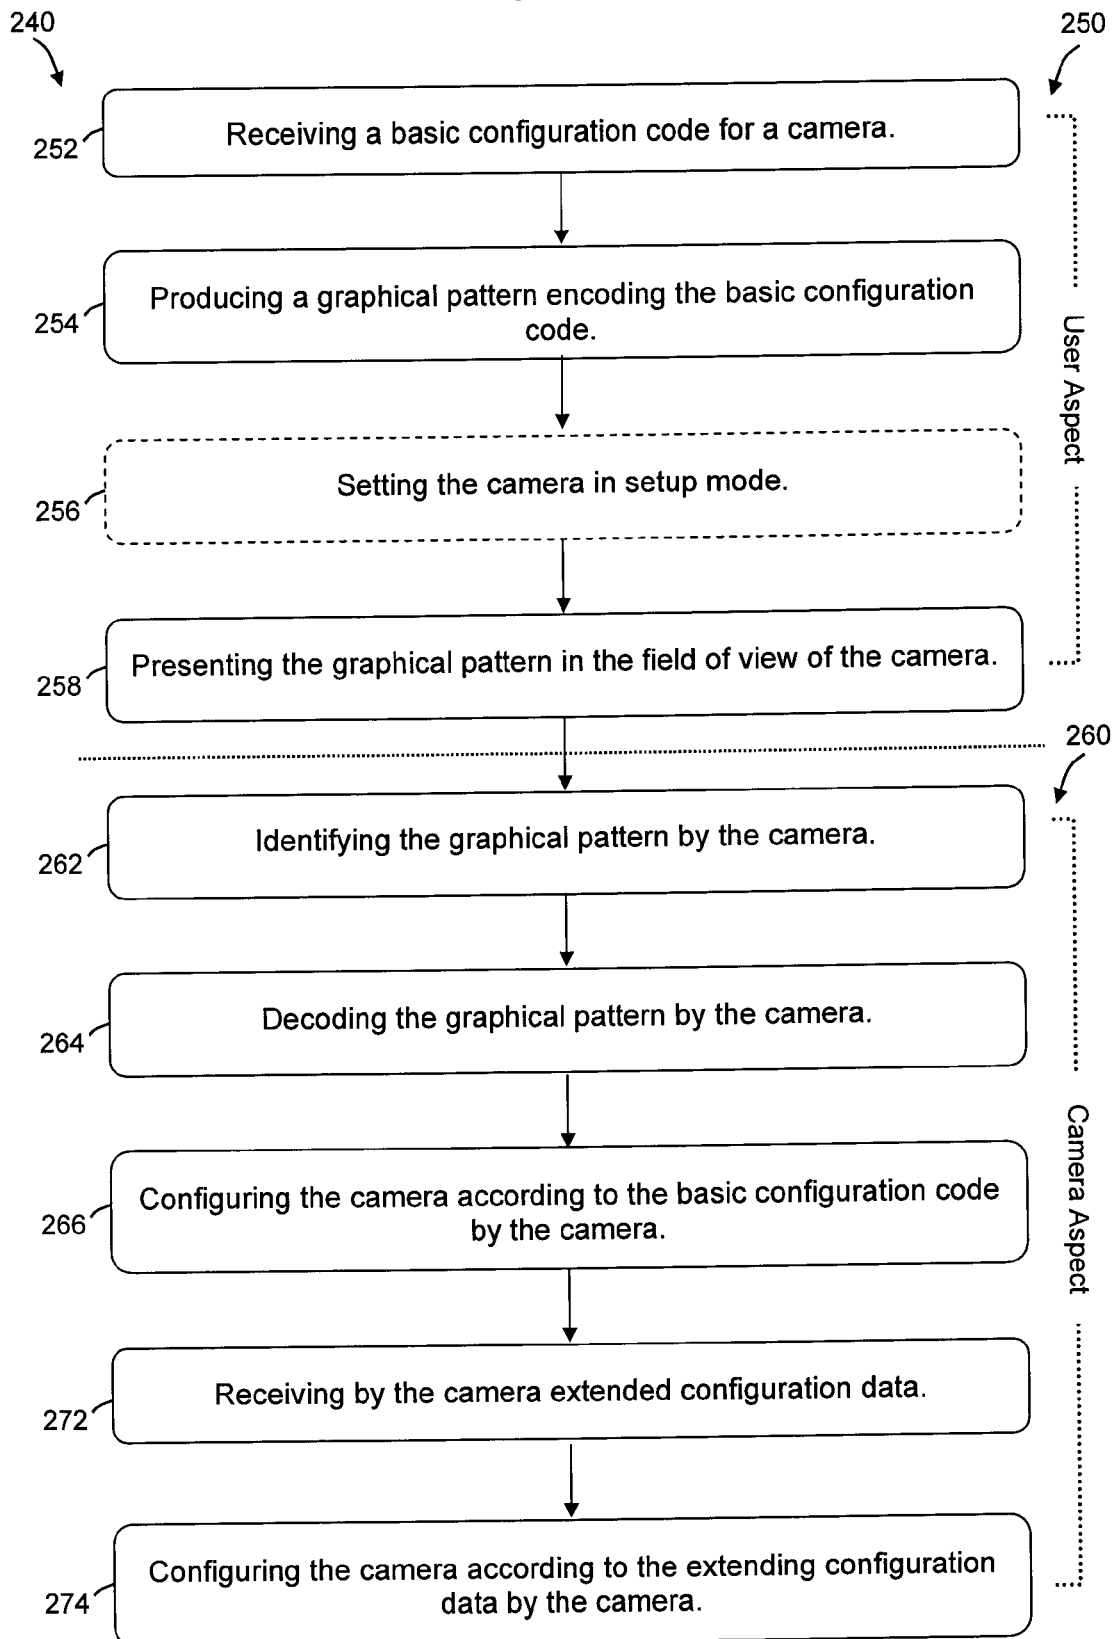 240
250
Receiving a basic configuration code for a camera.
252
Producing a graphical pattern encoding the basic configuration
code.
254
User Aspect
Setting the camera in setup mode.
256
Presenting the graphical pattern in the field of view of the camera.
258
260
Identifying the graphical pattern by the camera.
262
Decoding the graphical pattern by the camera.
264
Camera Aspect
Configuring the camera according to the basic configuration code
by the camera.
266
Receiving by the camera extended configuration data.
272
Configuring the camera according to the extending configuration
data by the camera.
274